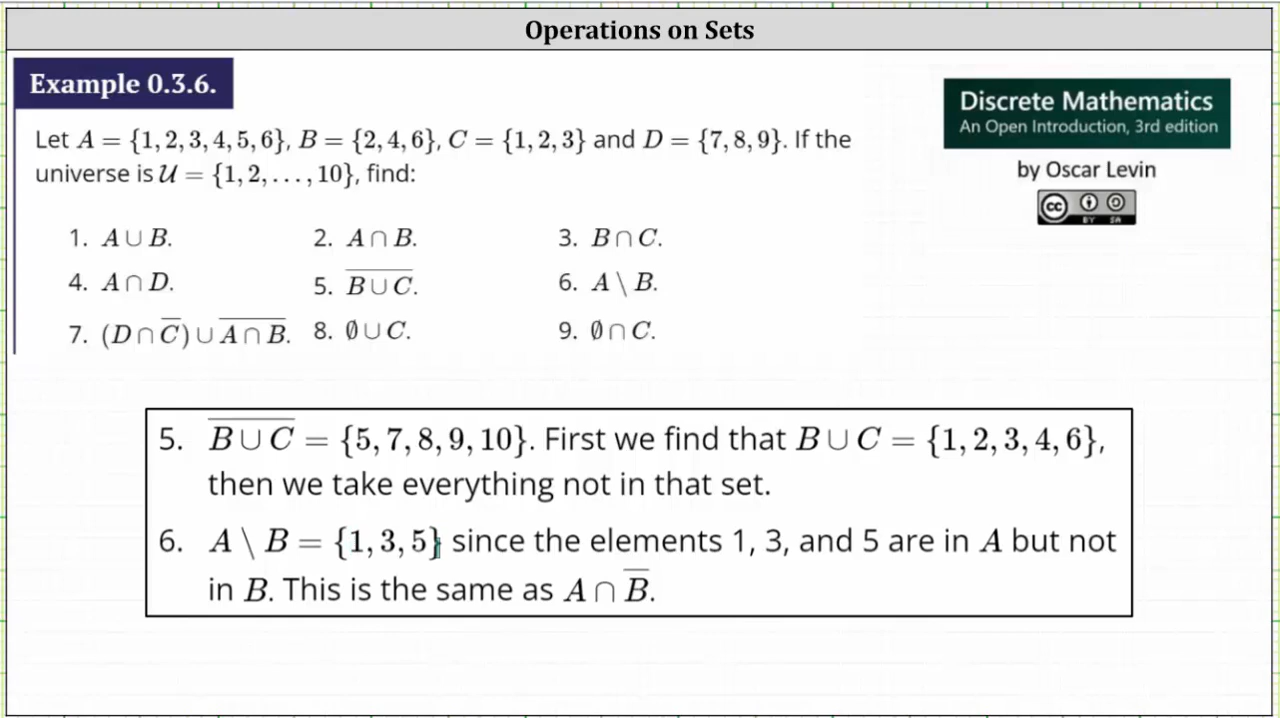 Operations on Sets
Example 0.3.6.
Discrete Mathematics
An Open Introduction, 3rd edition
by Oscar Levin
cc BY SA
Let A = {1, 2, 3, 4, 5, 6}, B = {2, 4, 6}, C = {1, 2, 3} and D = {7, 8, 9}. If the
universe is 𝒰 = {1, 2, . . . , 10}, find:
1. A ∪ B. 2. A ∩ B. 3. B ∩ C.
4. A ∩ D. 5. \overline{B ∪ C}. 6. A \ B.
7. (D ∩ \overline{C}) ∪ \overline{A ∩ B}. 8. ∅ ∪ C. 9. ∅ ∩ C.
5. \overline{B ∪ C} = {5, 7, 8, 9, 10}. First we find that B ∪ C = {1, 2, 3, 4, 6},
then we take everything not in that set.
6. A \ B = {1, 3, 5} since the elements 1, 3, and 5 are in A but not
in B. This is the same as A ∩ \overline{B}.